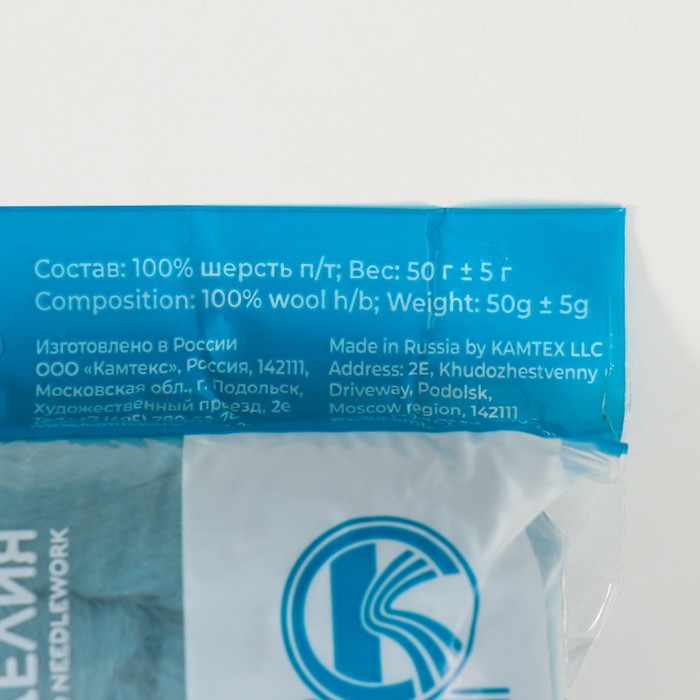 Состав: 100% шерсть п/т; Вес: 50 г ± 5 г
Composition: 100% wool h/b; Weight: 50g ± 5g
Изготовлено в России
ООО «Камтекс», Россия, 142111,
Московская обл., г. Подольск,
Художественный проезд, 2е
Made in Russia by KAMTEX LLC
Address: 2E, Khudozhestvenny
Driveway, Podolsk,
Moscow region, 142111
NEEDLEWORK